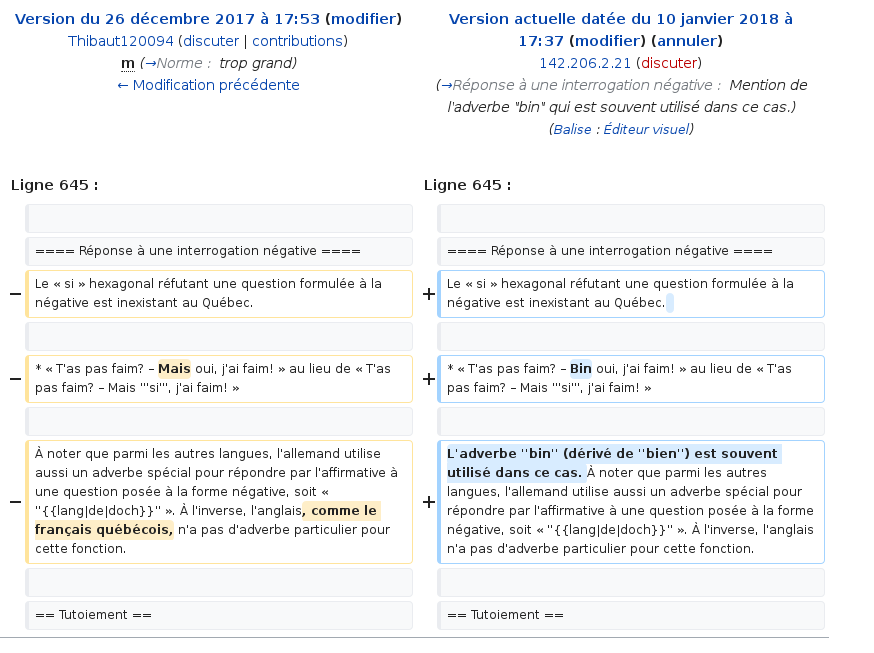 Version du 26 décembre 2017 à 17:53 (modifier)
Thibaut120094 (discuter | contributions)
m (→Norme : trop grand)
← Modification précédente
Version actuelle datée du 10 janvier 2018 à
17:37 (modifier) (annuler)
142.206.2.21 (discuter)
(→Réponse à une interrogation négative : Mention de
l'adverbe "bin" qui est souvent utilisé dans ce cas.)
(Balise : Éditeur visuel)
Ligne 645 :
Ligne 645 :
==== Réponse à une interrogation négative ====
==== Réponse à une interrogation négative ====
−
Le « si » hexagonal réfutant une question formulée à la
négative est inexistant au Québec.
+
Le « si » hexagonal réfutant une question formulée à la
négative est inexistant au Québec.
−
* « T'as pas faim? – Mais oui, j'ai faim! » au lieu de « T'as
pas faim? – Mais '''si''', j'ai faim! »
+
* « T'as pas faim? – Bin oui, j'ai faim! » au lieu de « T'as
pas faim? – Mais '''si''', j'ai faim! »
−
À noter que parmi les autres langues, l'allemand utilise
aussi un adverbe spécial pour répondre par l'affirmative à
une question posée à la forme négative, soit «
''{{lang|de|doch}}'' ». À l'inverse, l'anglais, comme le
français québécois, n'a pas d'adverbe particulier pour
cette fonction.
+
L'adverbe ''bin'' (dérivé de ''bien'') est souvent
utilisé dans ce cas. À noter que parmi les autres
langues, l'allemand utilise aussi un adverbe spécial pour
répondre par l'affirmative à une question posée à la forme
négative, soit « ''{{lang|de|doch}}'' ». À l'inverse, l'anglais
n'a pas d'adverbe particulier pour cette fonction.
== Tutoiement ==
== Tutoiement ==